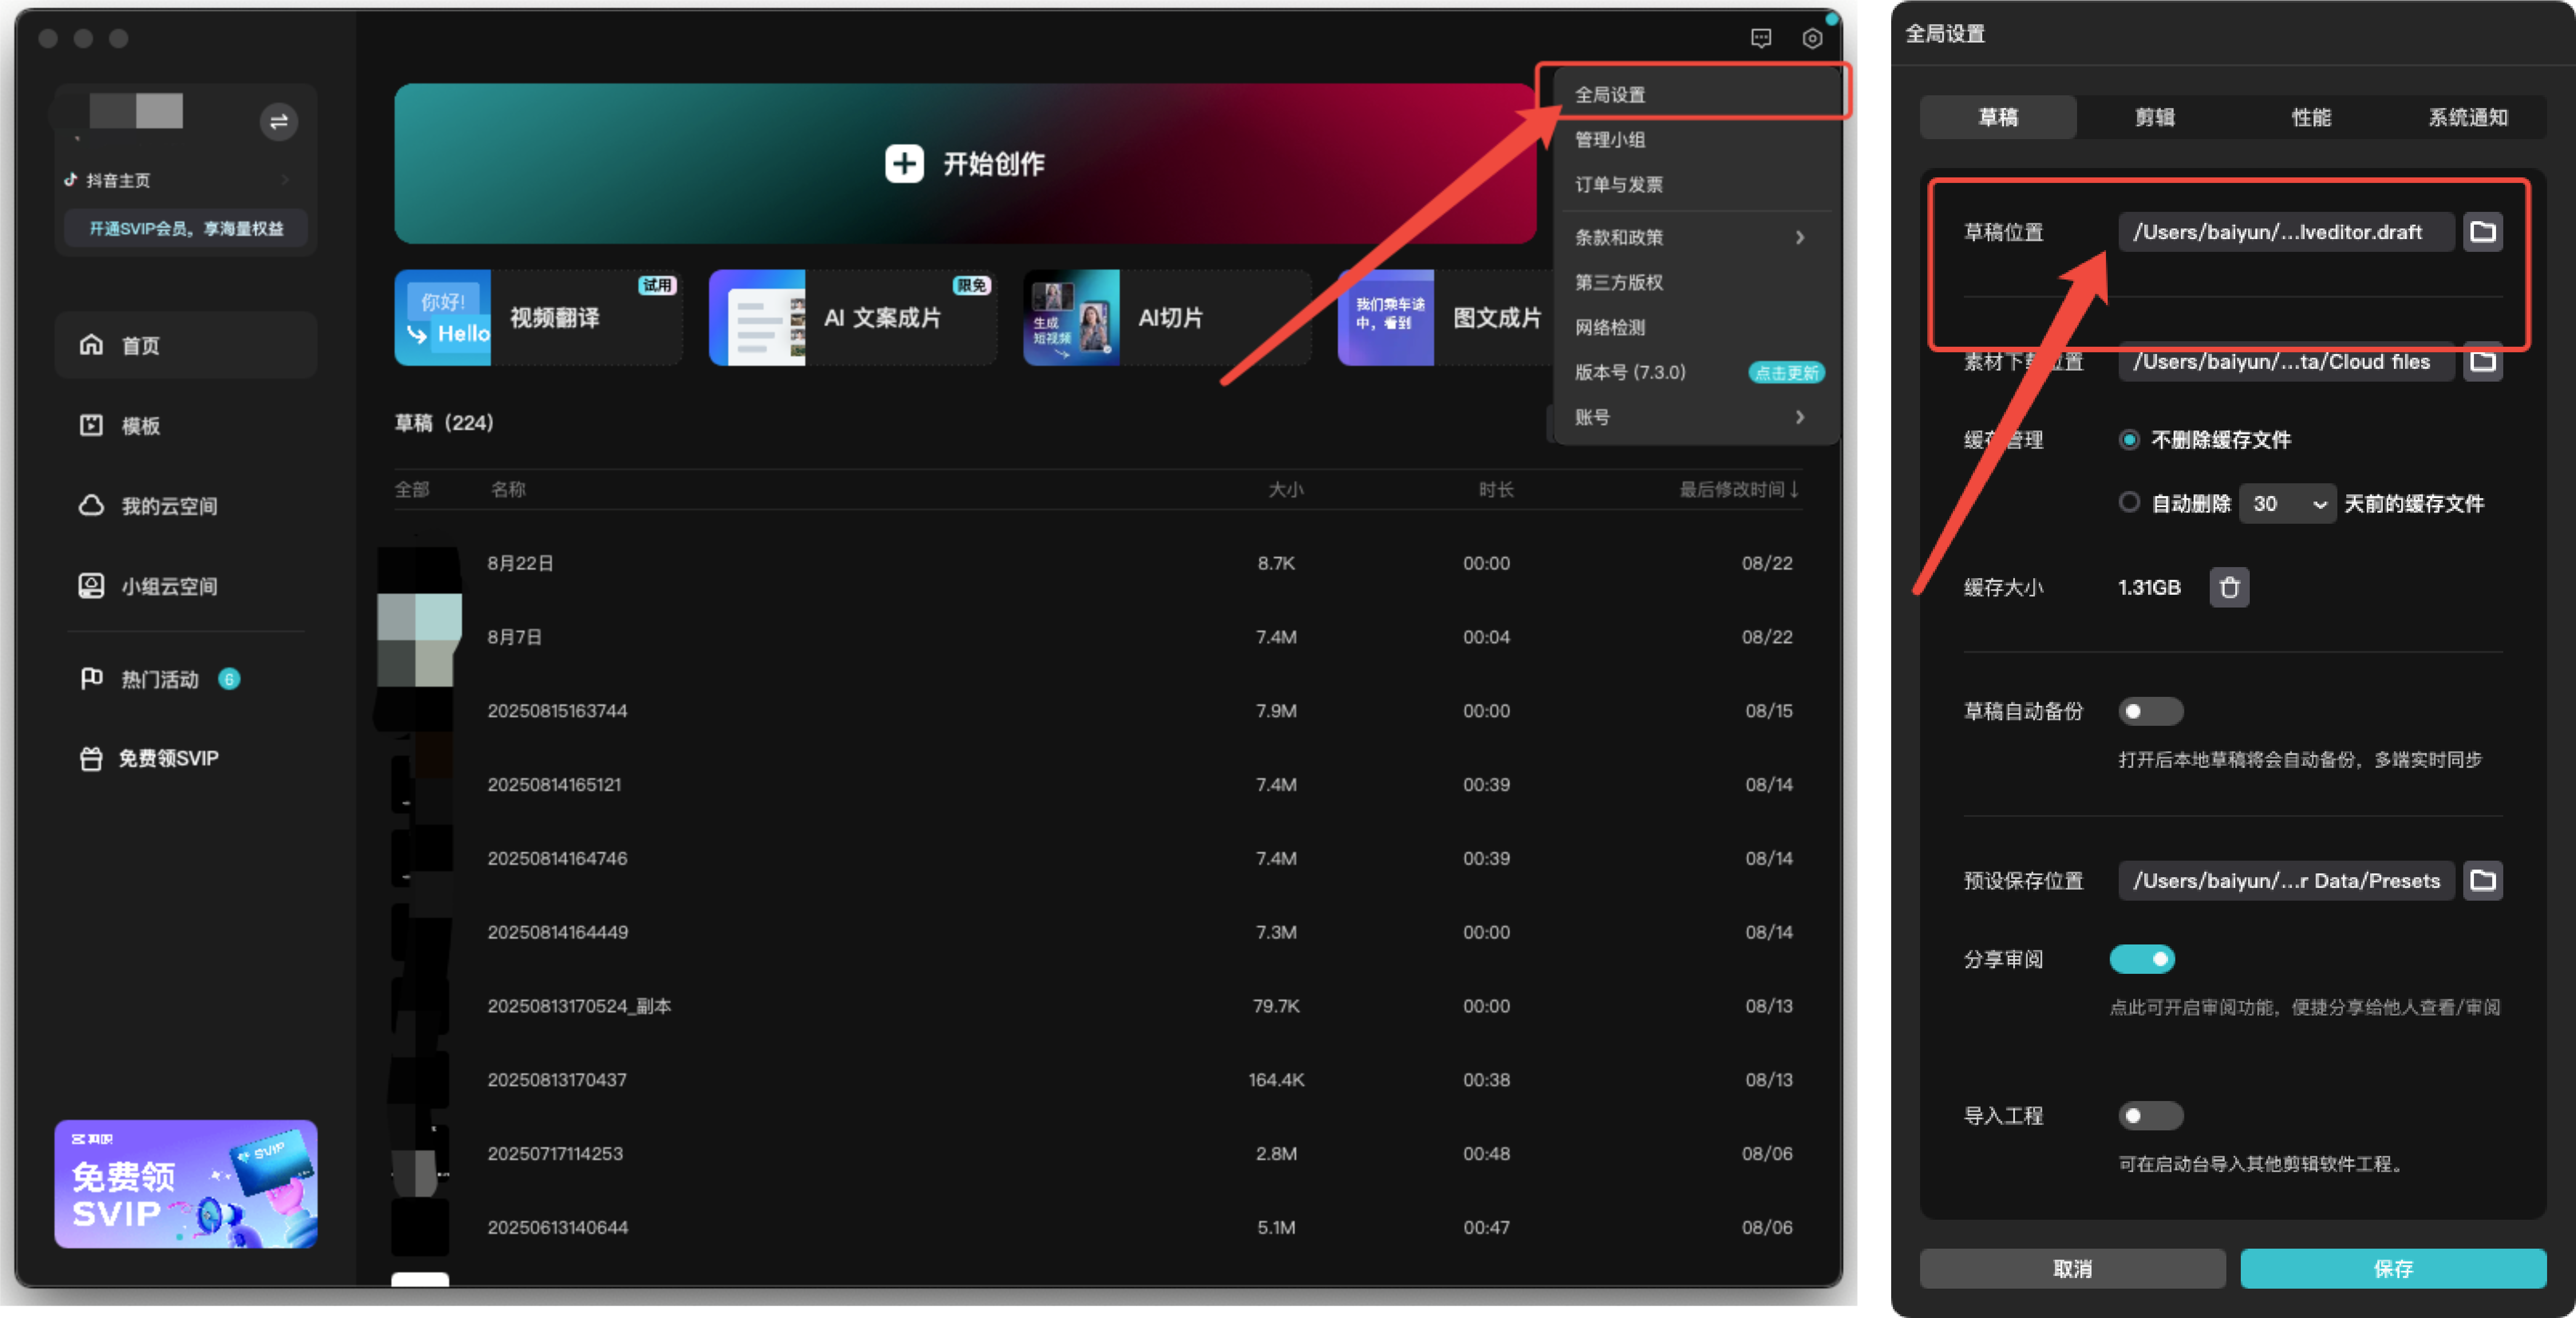 抖音主页
开通SVIP会员，享海量权益
首页
模板
我的云空间
小组云空间
热门活动 6
免费领SVIP
剪映
免费领
SVIP
SVIP
开始创作
你好!
Hello
视频翻译
试用
AI 文案成片
限免
生成
短视频
AI切片
我们乘车途
中，看到
图文成片
全局设置
管理小组
订单与发票
条款和政策
第三方版权
网络检测
版本号 (7.3.0) 点击更新
账号
草稿（224）
全部 名称 大小 时长 最后修改时间↓
8月22日 8.7K 00:00 08/22
8月7日 7.4M 00:04 08/22
20250815163744 7.9M 00:00 08/15
20250814165121 7.4M 00:39 08/14
20250814164746 7.4M 00:39 08/14
20250814164449 7.3M 00:00 08/14
20250813170524_副本 79.7K 00:00 08/13
20250813170437 164.4K 00:38 08/13
20250717114253 2.8M 00:48 08/06
20250613140644 5.1M 00:47 08/06
全局设置
草稿 剪辑 性能 系统通知
草稿位置 /Users/baiyun/...lveditor.draft
素材下载位置 /Users/baiyun/...ta/Cloud files
缓存管理 不删除缓存文件
自动删除 30 天前的缓存文件
缓存大小 1.31GB
草稿自动备份
打开后本地草稿将会自动备份，多端实时同步
预设保存位置 /Users/baiyun/...r Data/Presets
分享审阅
点此可开启审阅功能，便捷分享给他人查看/审阅
导入工程
可在启动台导入其他剪辑软件工程。
取消 保存